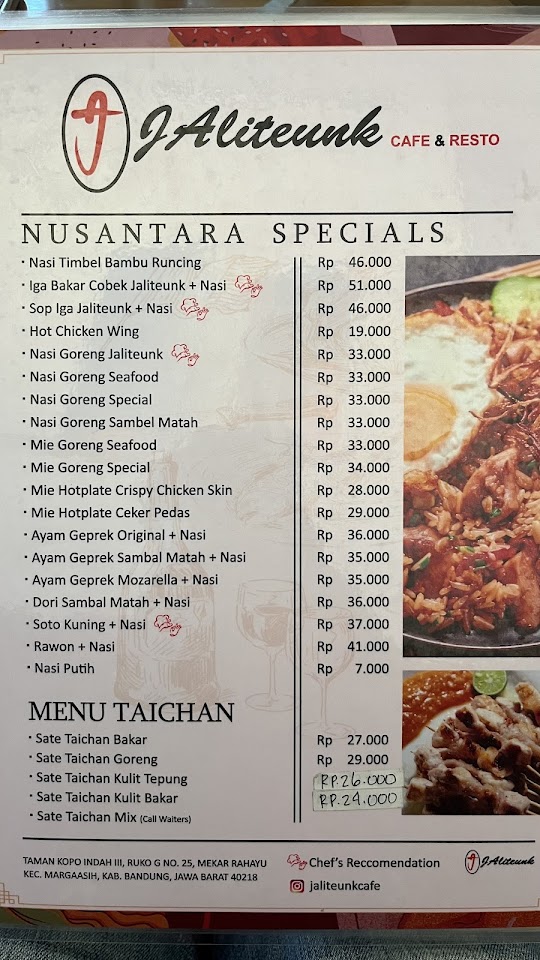 JAliteunk CAFE & RESTO
NUSANTARA SPECIALS
· Nasi Timbel Bambu Runcing Rp 46.000
· Iga Bakar Cobek Jaliteunk + Nasi Rp 51.000
· Sop Iga Jaliteunk + Nasi Rp 46.000
· Hot Chicken Wing Rp 19.000
· Nasi Goreng Jaliteunk Rp 33.000
· Nasi Goreng Seafood Rp 33.000
· Nasi Goreng Special Rp 33.000
· Nasi Goreng Sambel Matah Rp 33.000
· Mie Goreng Seafood Rp 33.000
· Mie Goreng Special Rp 34.000
· Mie Hotplate Crispy Chicken Skin Rp 28.000
· Mie Hotplate Ceker Pedas Rp 29.000
· Ayam Geprek Original + Nasi Rp 36.000
· Ayam Geprek Sambal Matah + Nasi Rp 35.000
· Ayam Geprek Mozarella + Nasi Rp 35.000
· Dori Sambal Matah + Nasi Rp 36.000
· Soto Kuning + Nasi Rp 37.000
· Rawon + Nasi Rp 41.000
· Nasi Putih Rp 7.000
MENU TAICHAN
· Sate Taichan Bakar Rp 27.000
· Sate Taichan Goreng Rp 29.000
· Sate Taichan Kulit Tepung RP.26.000
· Sate Taichan Kulit Bakar RP.24.000
· Sate Taichan Mix (Call Waiters)
TAMAN KOPO INDAH III, RUKO G NO. 25, MEKAR RAHAYU
KEC. MARGAASIH, KAB. BANDUNG, JAWA BARAT 40218
Chef's Reccomendation
jaliteunkcafe
JAliteunk